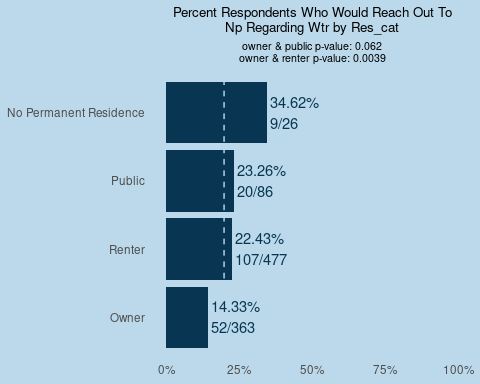 Percent Respondents Who Would Reach Out To
Np Regarding Wtr by Res_cat
owner & public p-value: 0.062
owner & renter p-value: 0.0039
No Permanent Residence
34.62%
9/26
Public
23.26%
20/86
Renter
22.43%
107/477
Owner
14.33%
52/363
0%
25%
50%
75%
100%